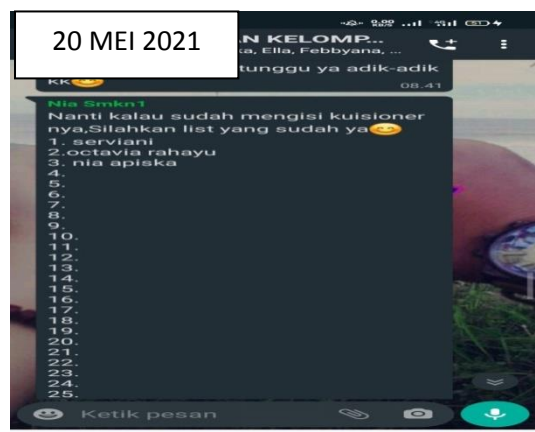 20 MEI 2021
N KELOMP...
ka, Ella, Febbyana, ...
tunggu ya adik-adik
kk😊
08.41
Nia Smkn1
Nanti kalau sudah mengisi kuisioner
nya,Silahkan list yang sudah ya😊
1. serviani
2.octavia rahayu
3. nia apiska
4.
5.
6.
7.
8.
9.
10.
11.
12.
13.
14.
15.
16.
17.
18.
19.
20.
21.
22.
23.
24.
25.
Ketik pesan